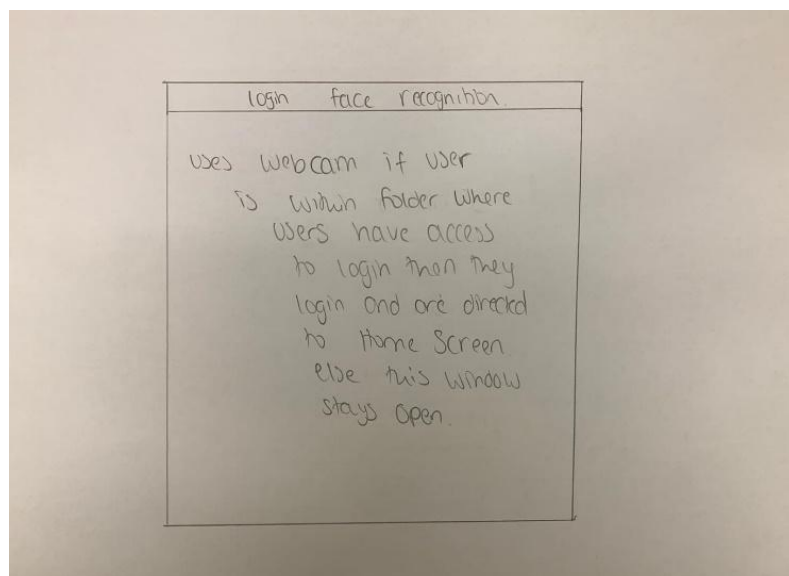 login face recognition.
uses webcam if user
is within folder where
users have access
to login then they
login and are directed
to Home Screen
else this window
stays open.